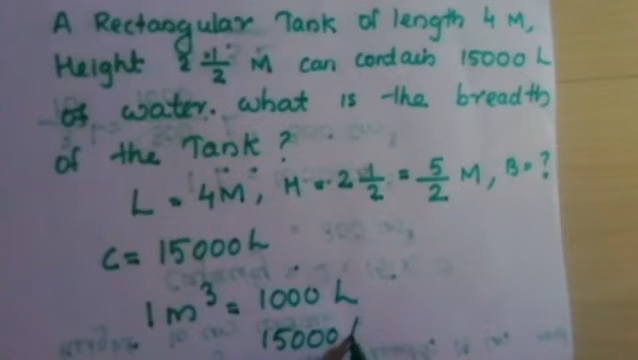 A Rectangular Tank of length 4 M,
Height 2 1/2 M can contain 15000 L
of water. what is the breadth
of the Tank?
L = 4M, H = 2 1/2 = 5/2 M, B = ?
C = 15000 L
1 m³ = 1000 L
15000 L